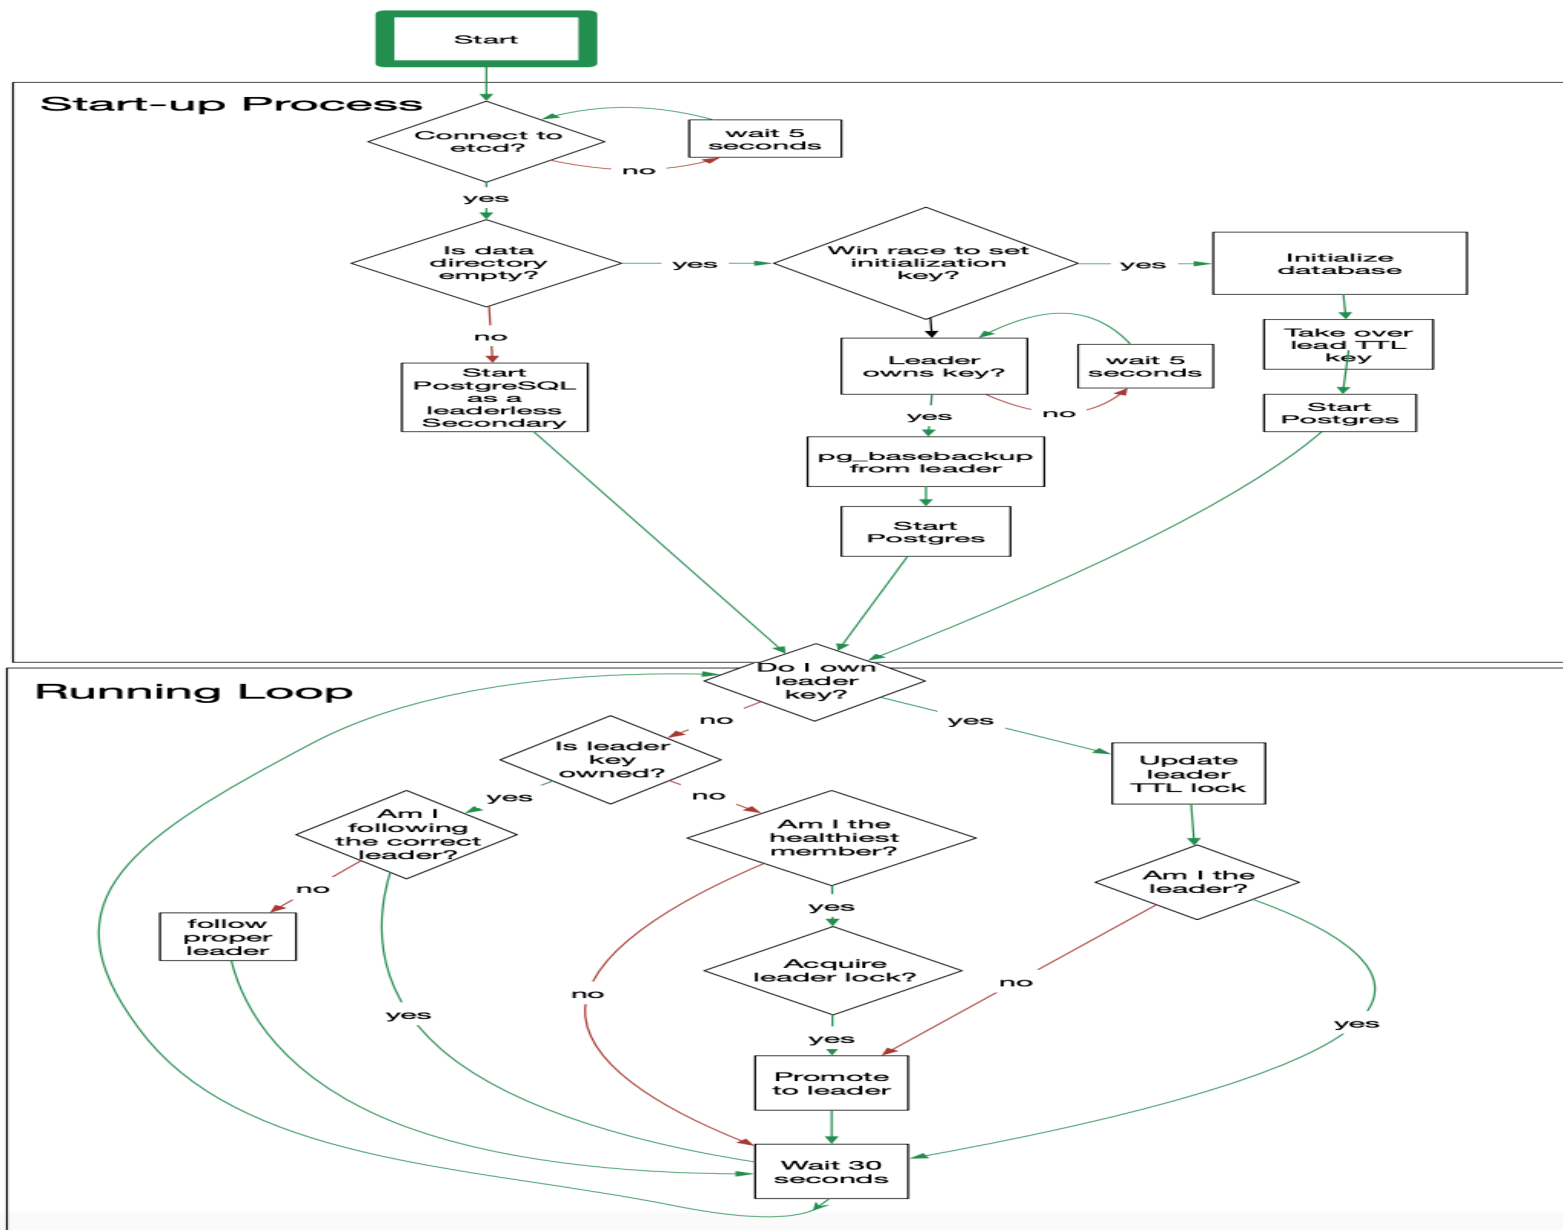 Start
Start-up Process
Connect to
etcd?
wait 5
seconds
no
yes
Is data
directory
empty?
yes
Win race to set
initialization
key?
yes
Initialize
database
no
Start
PostgreSQL
as a
leaderless
Secondary
Leader
owns key?
wait 5
seconds
no
Take over
lead TTL
key
yes
Start
Postgres
pg_basebackup
from leader
Start
Postgres
Do I own
leader
key?
Running Loop
no
yes
Is leader
key
owned?
Update
leader
TTL lock
yes
no
Am I
following
the correct
leader?
Am I the
healthiest
member?
Am I the
leader?
no
yes
follow
proper
leader
Acquire
leader lock?
no
no
yes
yes
yes
Promote
to leader
Wait 30
seconds